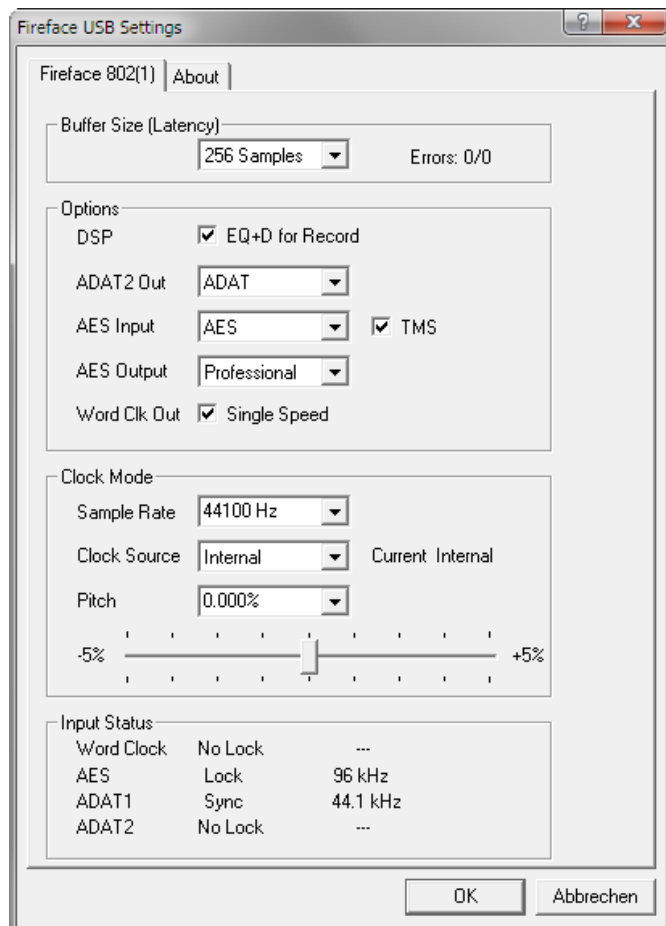 Fireface USB Settings
Fireface 802(1) About
Buffer Size (Latency)
256 Samples Errors: 0/0
Options
DSP EQ+D for Record
ADAT2 Out ADAT
AES Input AES TMS
AES Output Professional
Word Clk Out Single Speed
Clock Mode
Sample Rate 44100 Hz
Clock Source Internal Current Internal
Pitch 0.000%
-5% +5%
Input Status
Word Clock No Lock ---
AES Lock 96 kHz
ADAT1 Sync 44.1 kHz
ADAT2 No Lock ---
OK Abbrechen